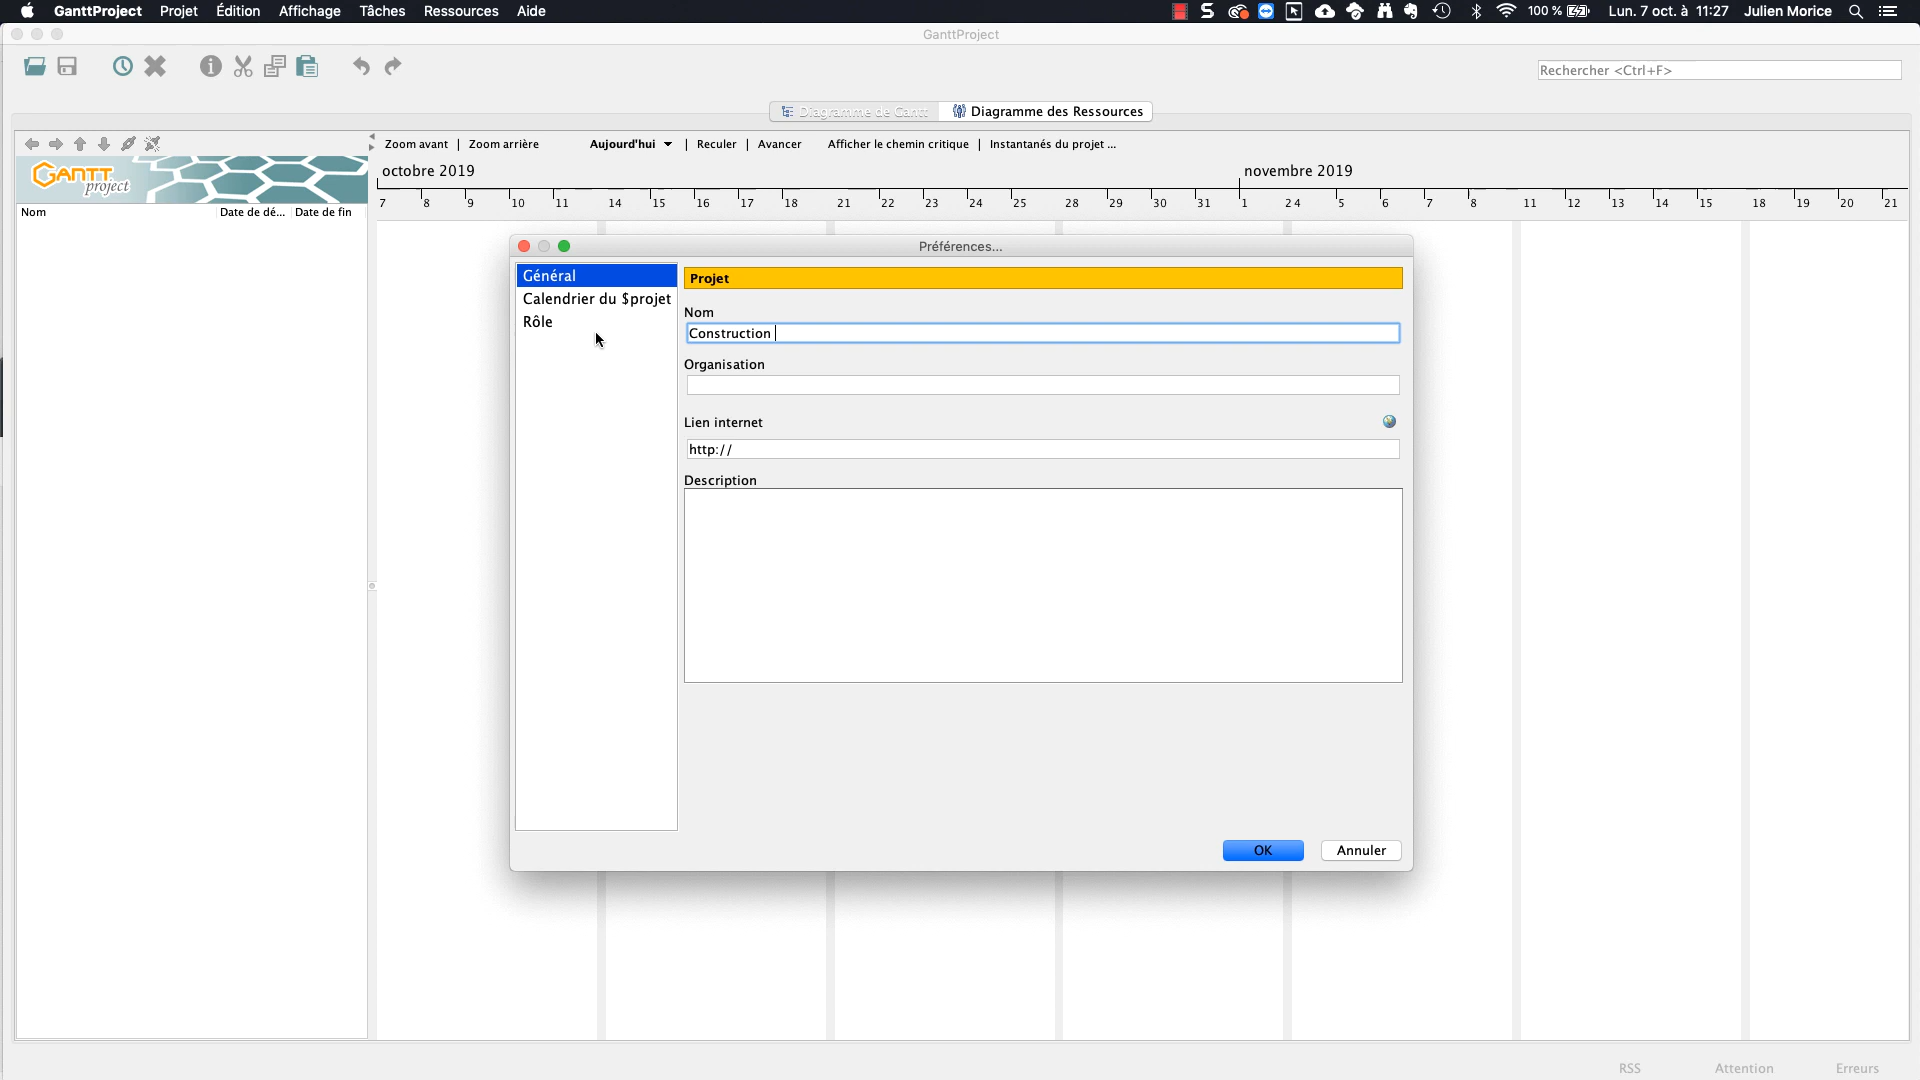 GanttProject Projet Édition Affichage Tâches Ressources Aide 100 % Lun. 7 oct. à 11:27 Julien Morice
GanttProject
Rechercher <Ctrl+F>
Diagramme de Gantt Diagramme des Ressources
Zoom avant | Zoom arrière Aujourd'hui | Reculer | Avancer Afficher le chemin critique | Instantanés du projet ...
GANTT project
octobre 2019 novembre 2019
7 8 9 10 11 14 15 16 17 18 21 22 23 24 25 28 29 30 31 1 2 4 5 6 7 8 11 12 13 14 15 18 19 20 21
Nom Date de dé... Date de fin
Préférences...
Général
Calendrier du $projet
Rôle
Projet
Nom
Construction
Organisation
Lien internet
http://
Description
OK Annuler
RSS Attention Erreurs